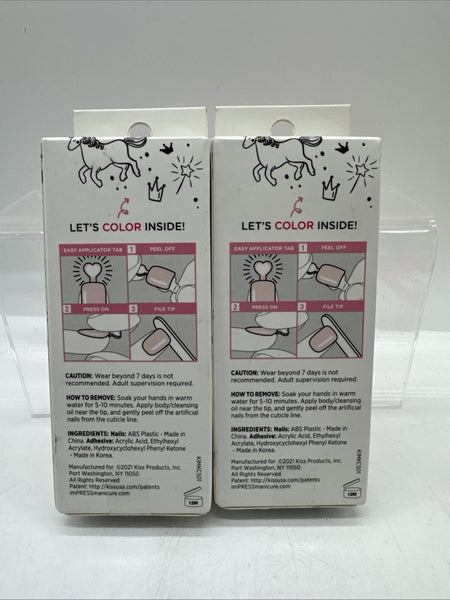 LET'S COLOR INSIDE!
EASY APPLICATOR TAB
1 PEEL OFF
2 PRESS ON
3 FILE TIP
CAUTION: Wear beyond 7 days is not
recommended. Adult supervision required.
HOW TO REMOVE: Soak your hands in warm
water for 5-10 minutes. Apply body/cleansing
oil near the tip, and gently peel off the artificial
nails from the cuticle line.
INGREDIENTS: Nails: ABS Plastic - Made in
China. Adhesive: Acrylic Acid, Ethylhexyl
Acrylate, Hydroxycyclohexyl Phenyl Ketone
- Made in Korea.
Manufactured for ©2021 Kiss Products, Inc.
Port Washington, NY 11050
All Rights Reserved
Patent: http://kissusa.com/patents
imPRESSmanicure.com
KIMKCS01
12M
LET'S COLOR INSIDE!
EASY APPLICATOR TAB
1 PEEL OFF
2 PRESS ON
3 FILE TIP
CAUTION: Wear beyond 7 days is not
recommended. Adult supervision required.
HOW TO REMOVE: Soak your hands in warm
water for 5-10 minutes. Apply body/cleansing
oil near the tip, and gently peel off the artificial
nails from the cuticle line.
INGREDIENTS: Nails: ABS Plastic - Made in
China. Adhesive: Acrylic Acid, Ethylhexyl
Acrylate, Hydroxycyclohexyl Phenyl Ketone
- Made in Korea.
Manufactured for ©2021 Kiss Products, Inc.
Port Washington, NY 11050
All Rights Reserved
Patent: http://kissusa.com/patents
imPRESSmanicure.com
KIMKCS01
12M